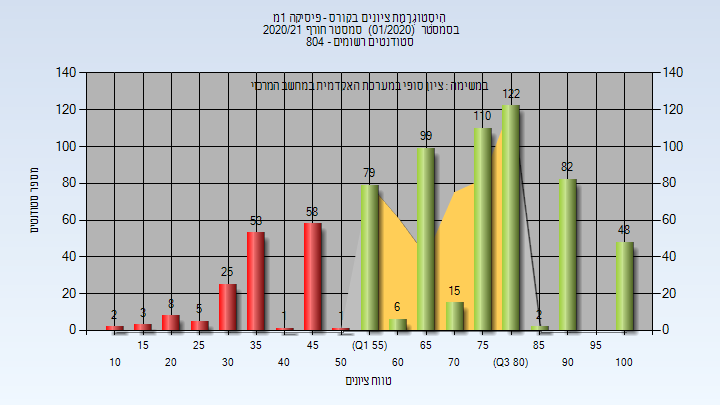 היסטוגרמת ציונים בקורס - פיסיקה 1מ
בסמסטר (01/2020) סמסטר חורף 2020/21
סטודנטים רשומים - 804
במשימה : ציון סופי במערכת האקדמית במחשב המרכזי
מספר סטודנטים
140 120 100 80 60 40 20 0
140 120 100 80 60 40 20 0
2 3 8 5 25 53 1 58 1 79 6 99 15 110 122 2 82 48
15 25 35 45 (Q1 55) 65 75 85 95
10 20 30 40 50 60 70 (Q3 80) 90 100
טווח ציונים